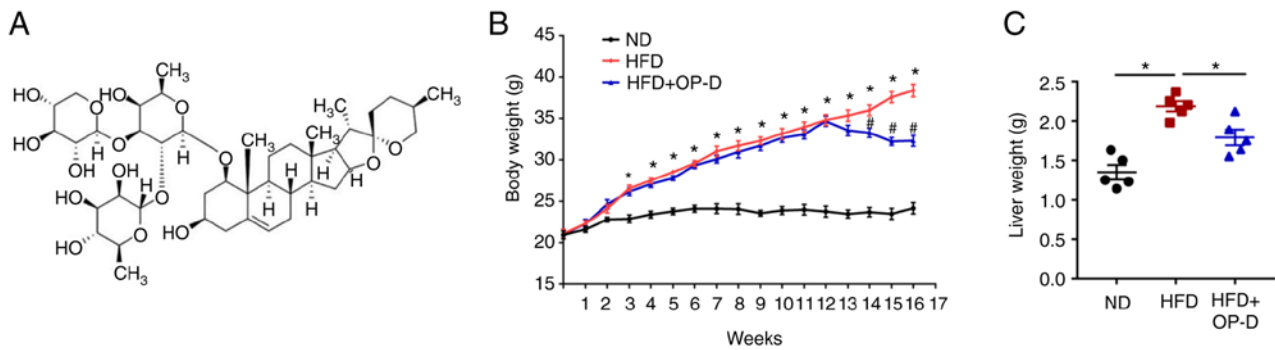 A
CH3
HO
O
HO
O
CH3
H3C
CH3
HO
O
H
HO
O
O
CH3
CH3
H
O
OH
OH
O
O
H
O
H
H
OH
H
H
HO
O
H
HO
HO
O
CH3
B
ND
HFD
HFD+OP-D
Body weight (g)
45
40
35
30
25
20
15
* * * * * * * * * * * * * *
# # #
1 2 3 4 5 6 7 8 9 10 11 12 13 14 15 16 17
Weeks
C
* *
Liver weight (g)
2.5
2.0
1.5
1.0
0.5
0.0
ND HFD HFD+
OP-D